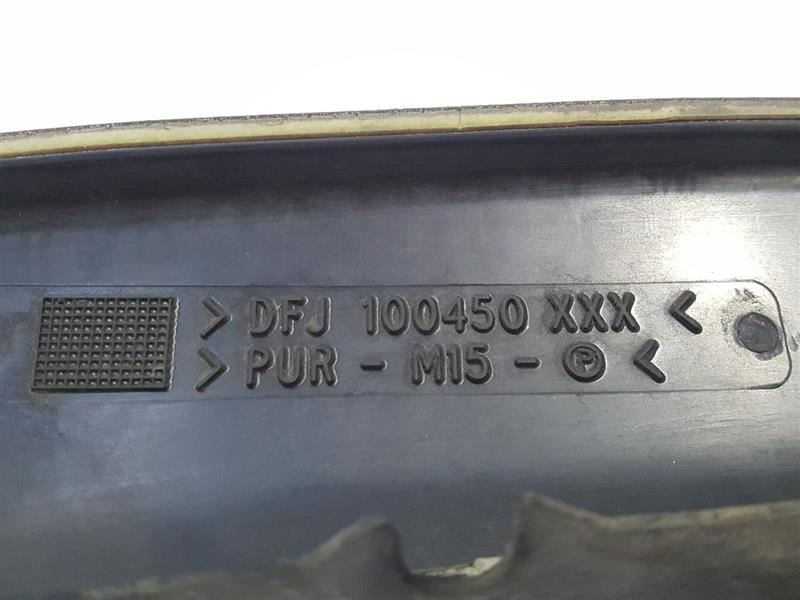 >DFJ 100450 XXX<
>PUR - M15 - Ⓟ<